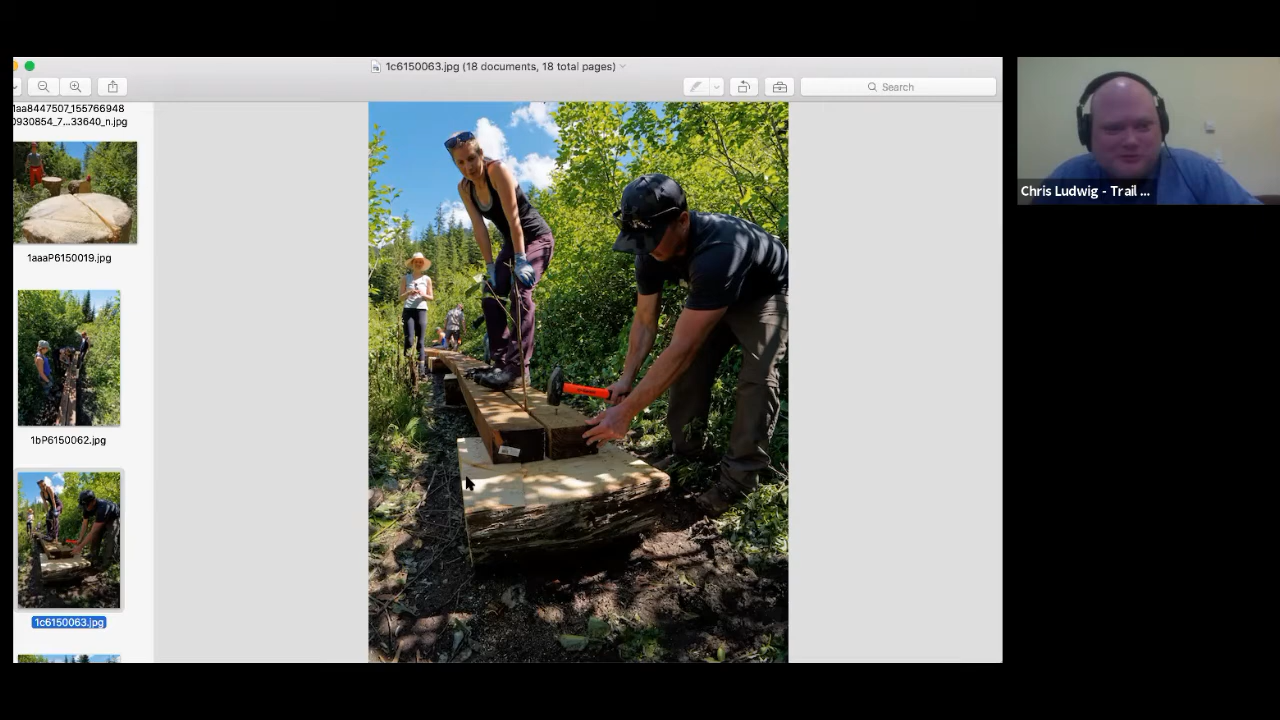 1c6150063.jpg (18 documents, 18 total pages)
Search
1aa8447507_155766948
0930854_7...33640_n.jpg
1aaaP6150019.jpg
1bP6150062.jpg
1c6150063.jpg
Chris Ludwig - Trail ...